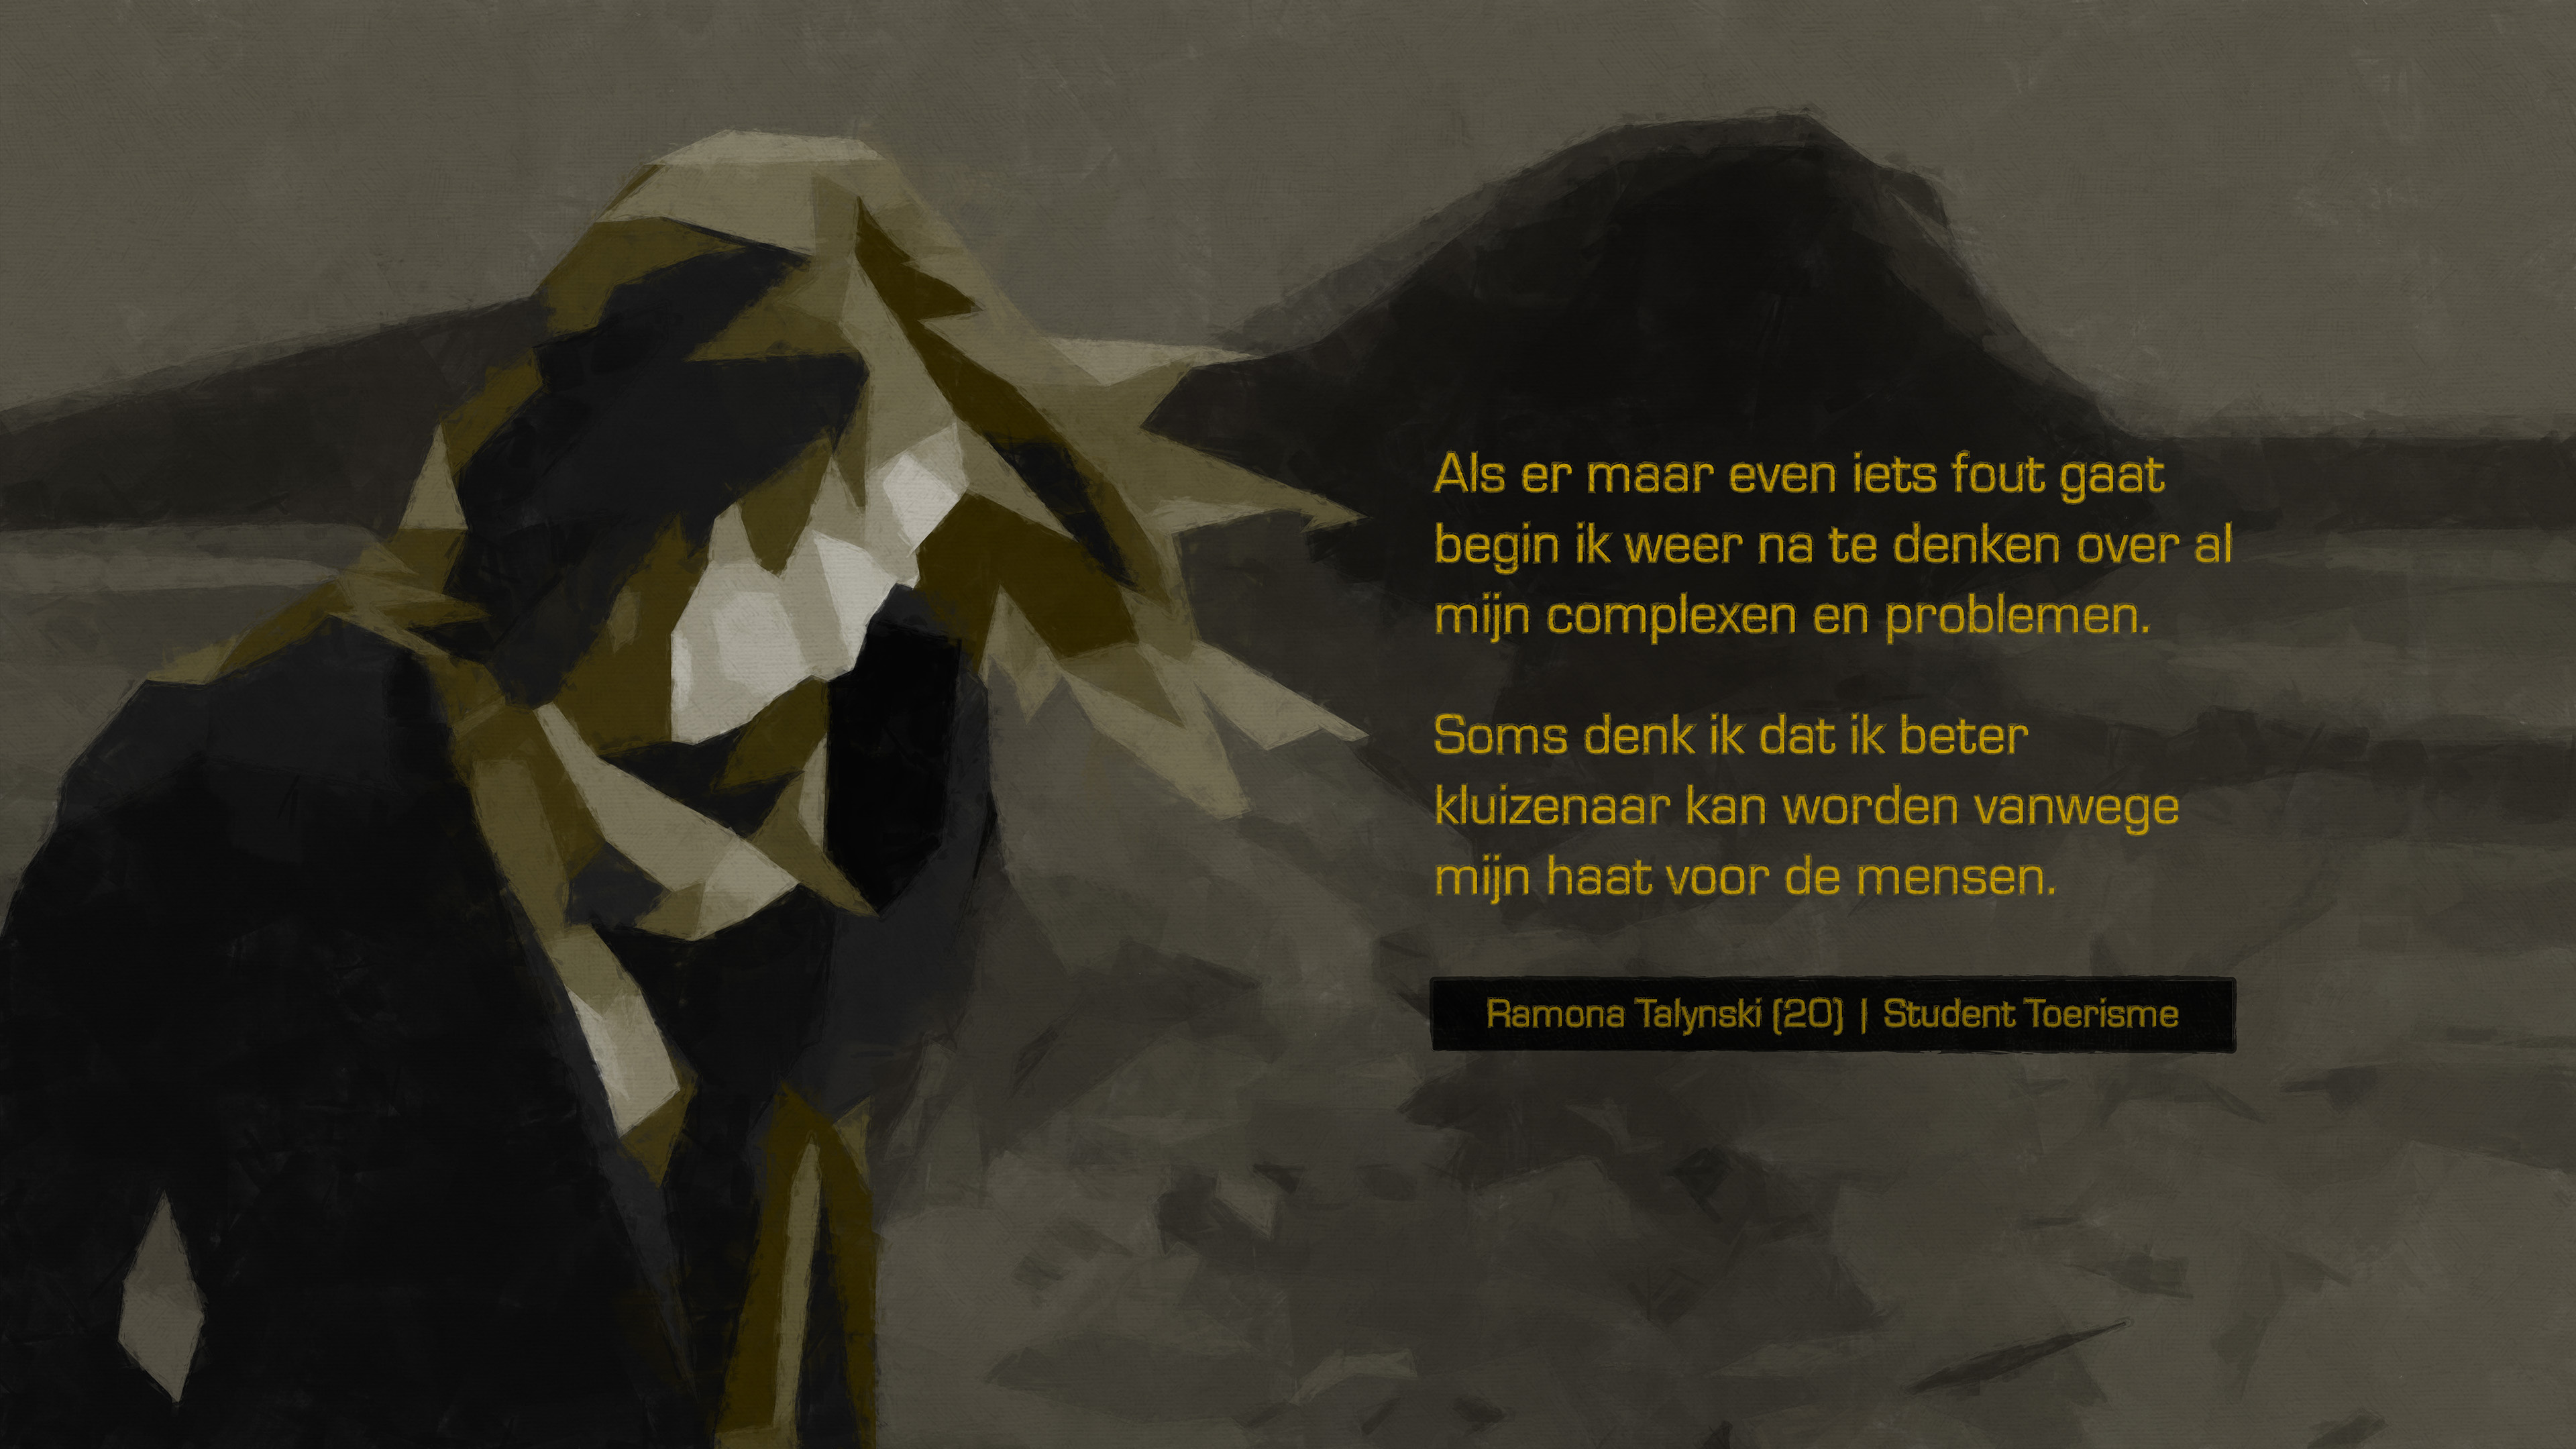 Als er maar even iets fout gaat
begin ik weer na te denken over al
mijn complexen en problemen.
Soms denk ik dat ik beter
kluizenaar kan worden vanwege
mijn haat voor de mensen.
Ramona Talynski (20) | Student Toerisme